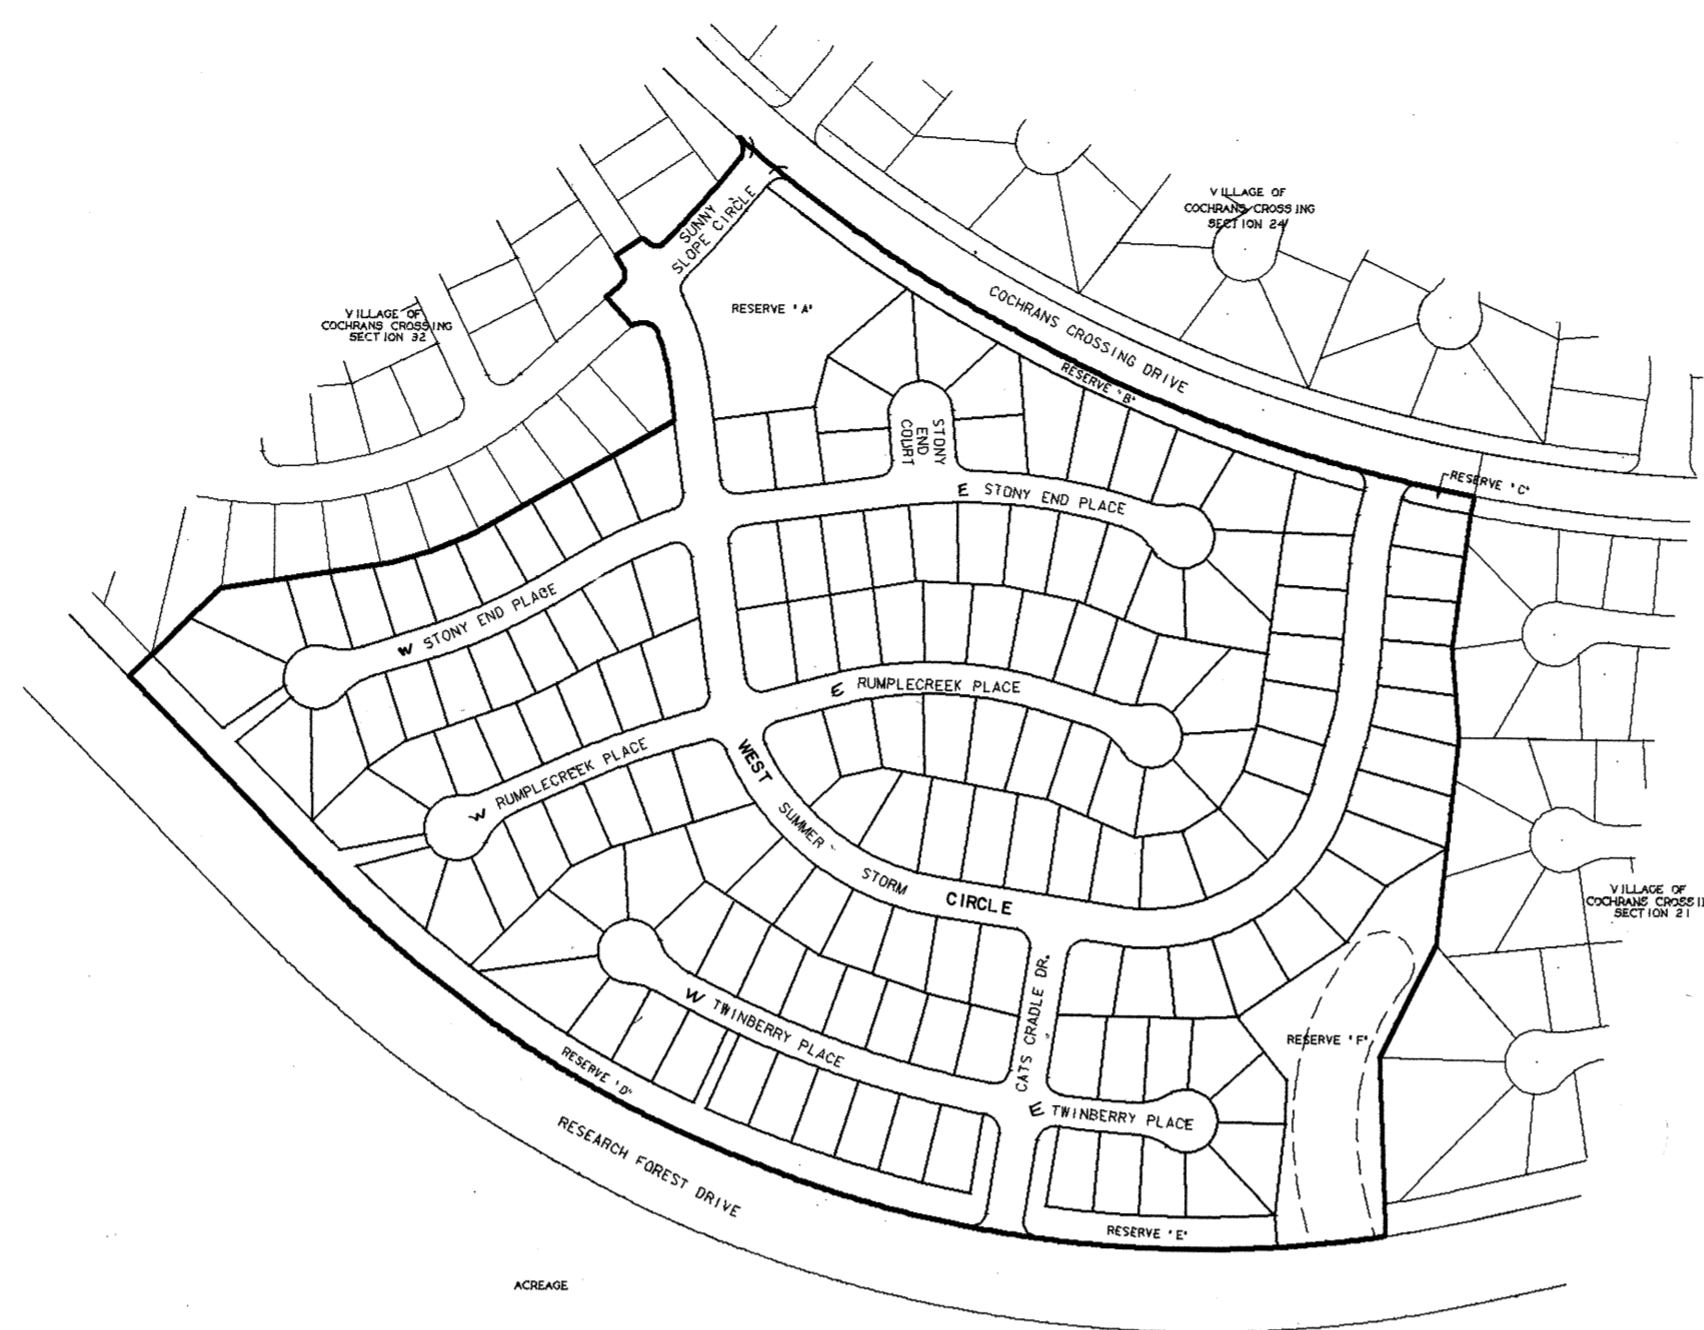 VILLAGE OF
COCHRANS CROSSING
SECTION 24
SUNNY
SLOPE CIRCLE
RESERVE "A"
VILLAGE OF
COCHRANS CROSSING
SECTION 32
COCHRANS CROSSING DRIVE
RESERVE "B"
STONY
END
COURT
RESERVE "C"
E STONY END PLACE
W STONY END PLACE
E RUMPLECREEK PLACE
W RUMPLECREEK PLACE
WEST SUMMER STORM CIRCLE
VILLAGE OF
COCHRANS CROSSI
SECTION 21
CATS CRADLE DR.
W TWINBERRY PLACE
RESERVE "F"
RESERVE "D"
E TWINBERRY PLACE
RESEARCH FOREST DRIVE
RESERVE "E"
ACREAGE